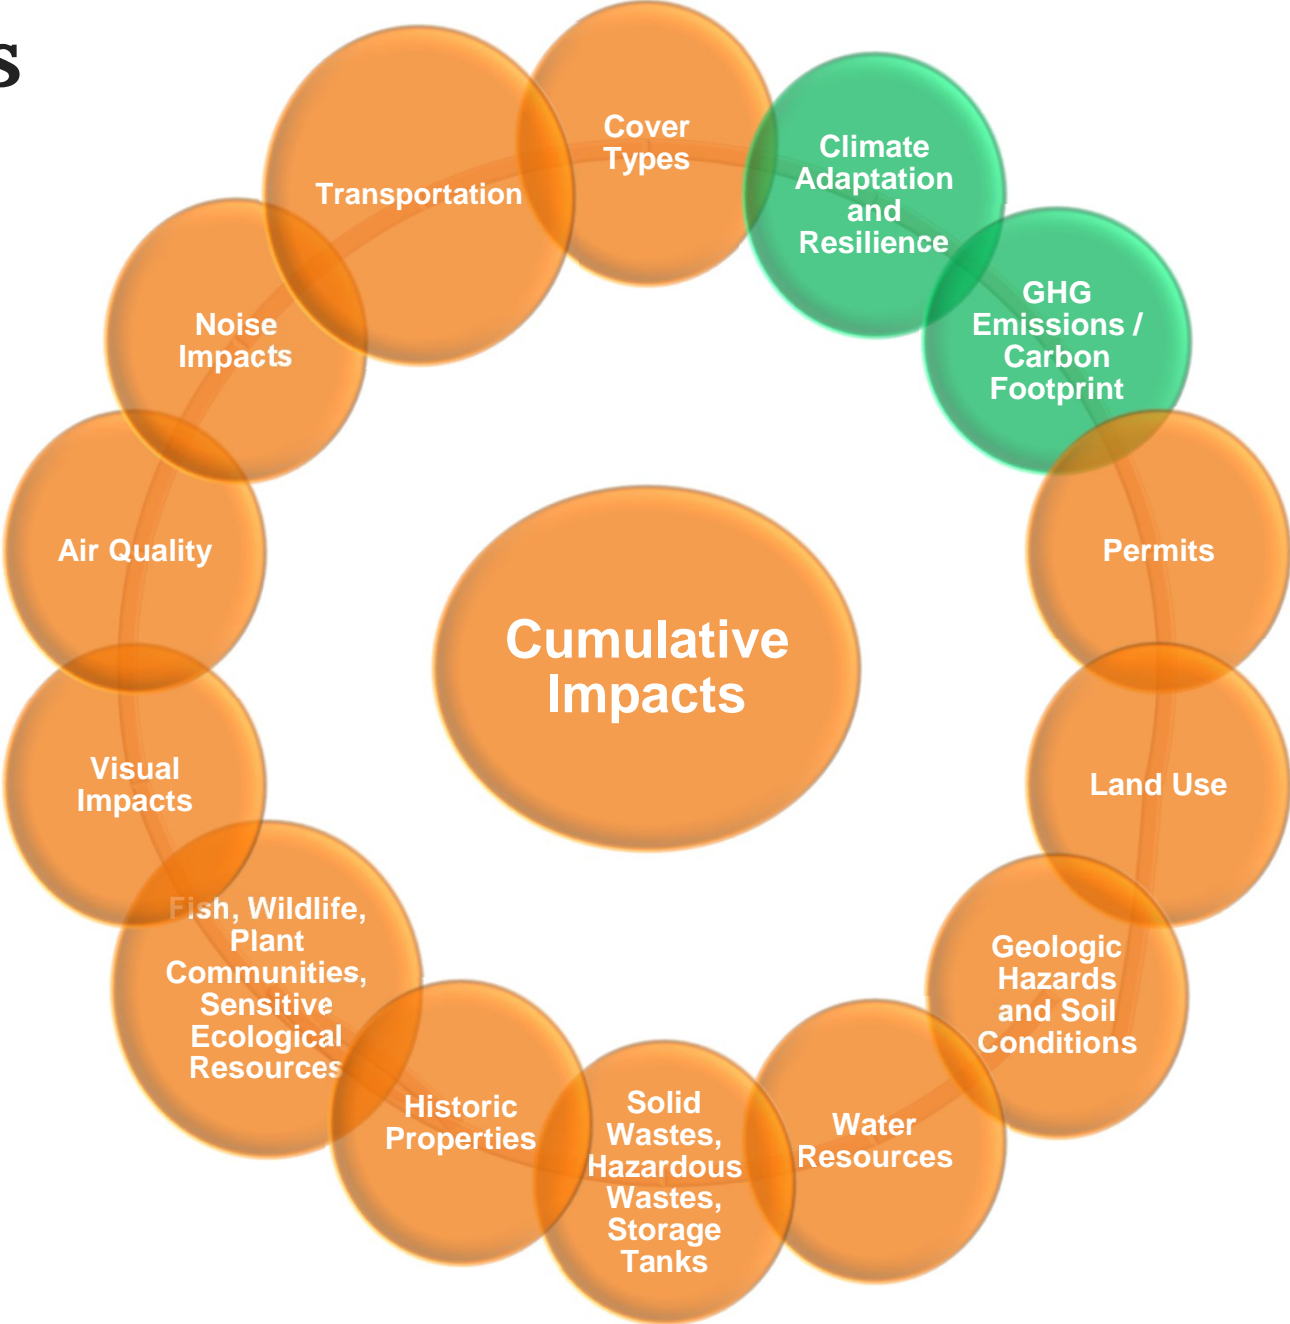 s
Cover
Types
Climate
Adaptation
and
Resilience
GHG
Emissions /
Carbon
Footprint
Permits
Land Use
Geologic
Hazards
and Soil
Conditions
Water
Resources
Solid
Wastes,
Hazardous
Wastes,
Storage
Tanks
Historic
Properties
Fish, Wildlife,
Plant
Communities,
Sensitive
Ecological
Resources
Visual
Impacts
Air Quality
Noise
Impacts
Transportation
Cumulative
Impacts